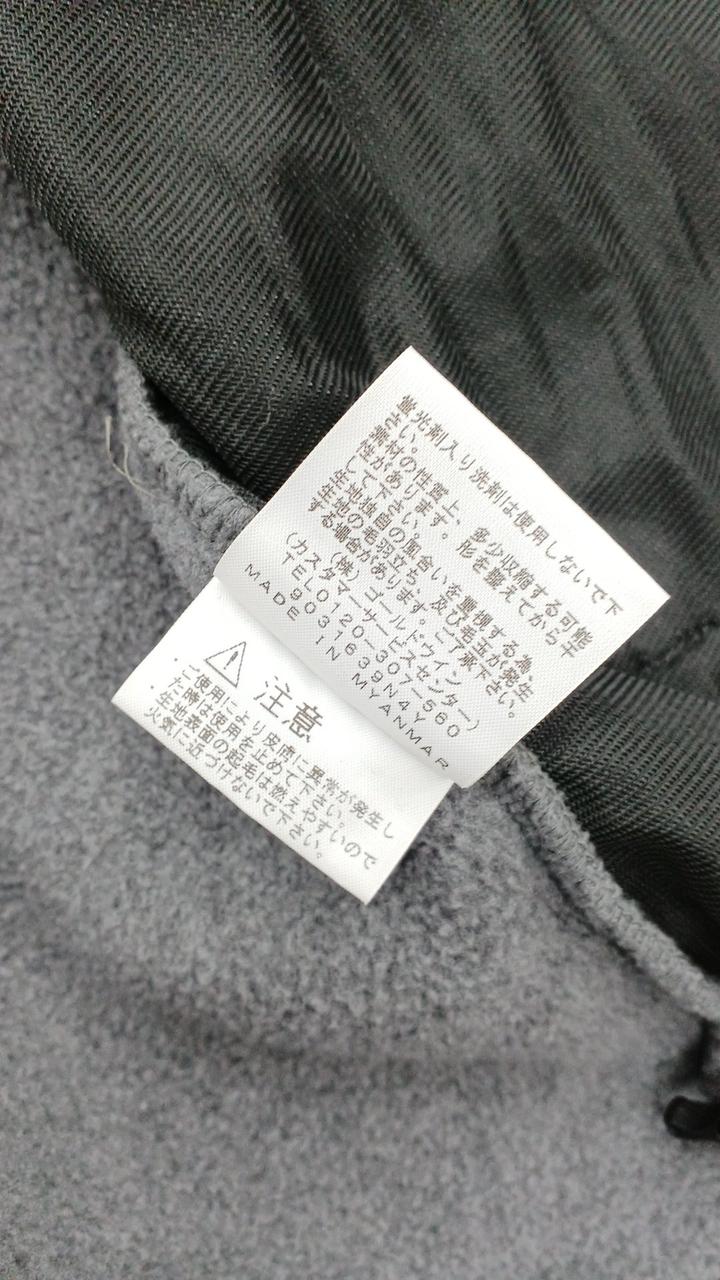 蛍光剤入り洗剤は使用しないで下
さい。
素材の性質上、多少収縮する可能
性があります。形を整えてから干
して下さい。
生地独自の風合いを重視する為、
生地の毛羽立ち、及び毛玉が発生
する場合があります。ご了承下さい。
(株)ゴールドウイン
(カスタマーサービスセンター)
TEL0120-307-560
9031639N4Y00
MADE IN MYANMAR
注意
・ご使用により皮膚に異常が発生し
た時は使用を止めて下さい。
・生地表面の起毛は燃えやすいので
火気に近づけないで下さい。